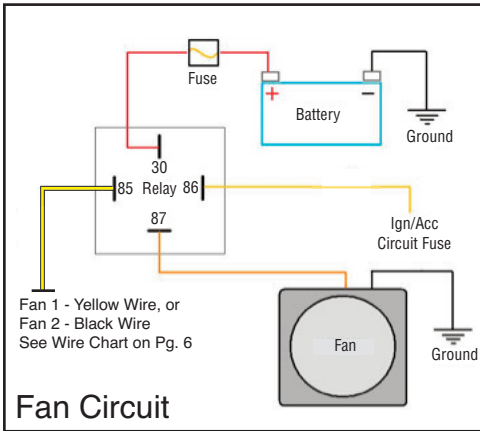 Fuse
+
−
Battery
Ground
30
85 Relay 86
87
Ign/Acc
Circuit Fuse
Fan 1 - Yellow Wire, or
Fan 2 - Black Wire
See Wire Chart on Pg. 6
Fan
Ground
Fan Circuit